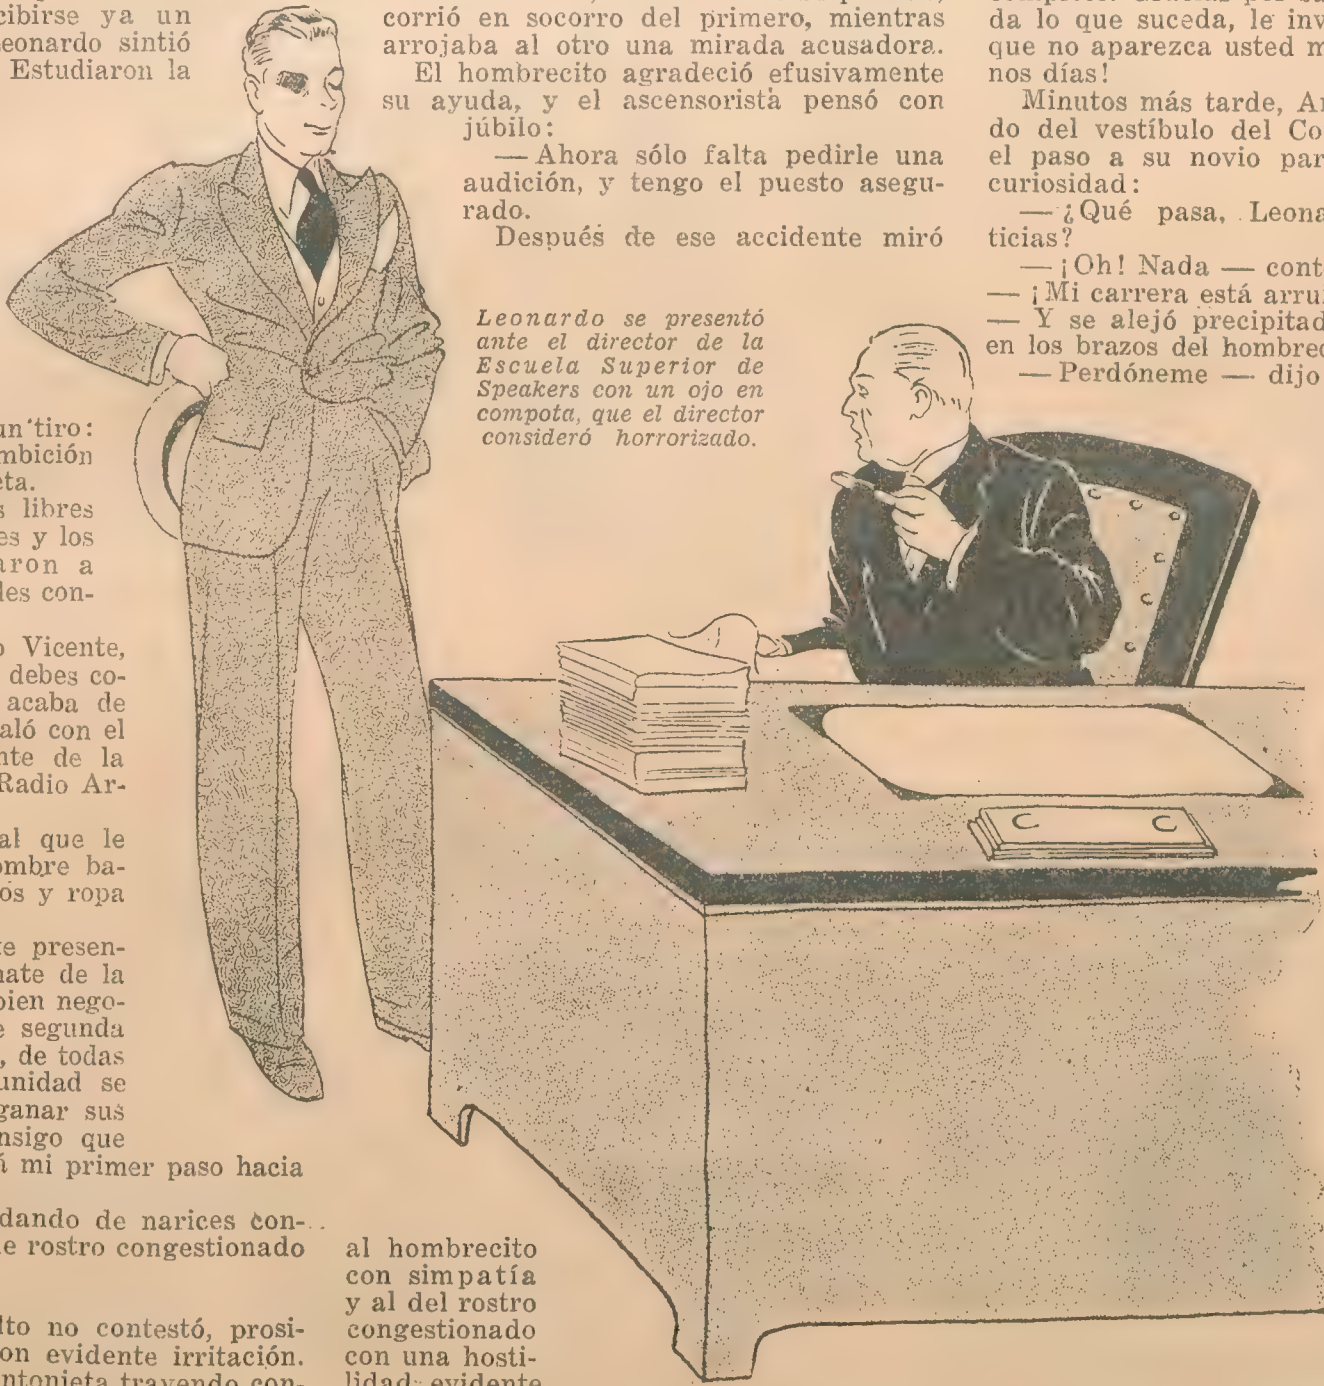 cibirse ya un
Leonardo sintió
Estudiaron la
un tiro:
mbición
eta.
s libres
es y los
aron a
les con-
o Vicente,
debes co-
acaba de
aló con el
nte de la
Radio Ar-
al que le
ombre ba-
os y ropa
te presen-
nate de la
bien nego-
e segunda
, de todas
unidad se
ganar sus
nsigo que
á mi primer paso hacia
dando de narices con-
e rostro congestionado
lto no contestó, prosi-
on evidente irritación.
ntonieta trayendo con-
corrió en socorro del primero, mientras
arrojaba al otro una mirada acusadora.
El hombrecito agradeció efusivamente
su ayuda, y el ascensorista pensó con
júbilo:
— Ahora sólo falta pedirle una
audición, y tengo el puesto asegu-
rado.
Después de ese accidente miró
Leonardo se presentó
ante el director de la
Escuela Superior de
Speakers con un ojo en
compota, que el director
consideró horrorizado.
al hombrecito
con simpatía
y al del rostro
congestionado
con una hosti-
lidad evidente
da lo que suceda, le inv
que no aparezca usted m
nos días!
Minutos más tarde, An
do del vestíbulo del Co
el paso a su novio par
curiosidad:
— ¿Qué pasa, Leona
ticias?
— ¡Oh! Nada — cont
— ¡Mi carrera está arru
— Y se alejó precipitad
en los brazos del hombrec
— Perdóneme — dijo